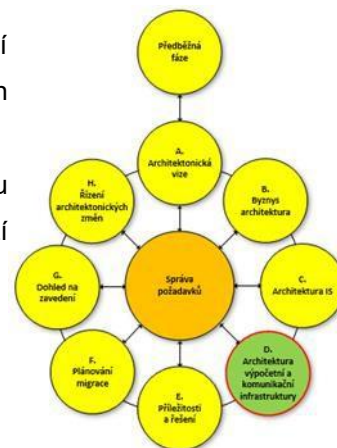 í
n
u
í
Předběžná
fáze
A.
Architektonická
vize
H.
Řízení
architektonických
změn
B.
Byznys
architektura
G.
Dohled na
zavedení
Správa
požadavků
C.
Architektura IS
F.
Plánování
migrace
D.
Architektura
výpočetní a
komunikační
infrastruktury
E.
Příležitosti
a řešení